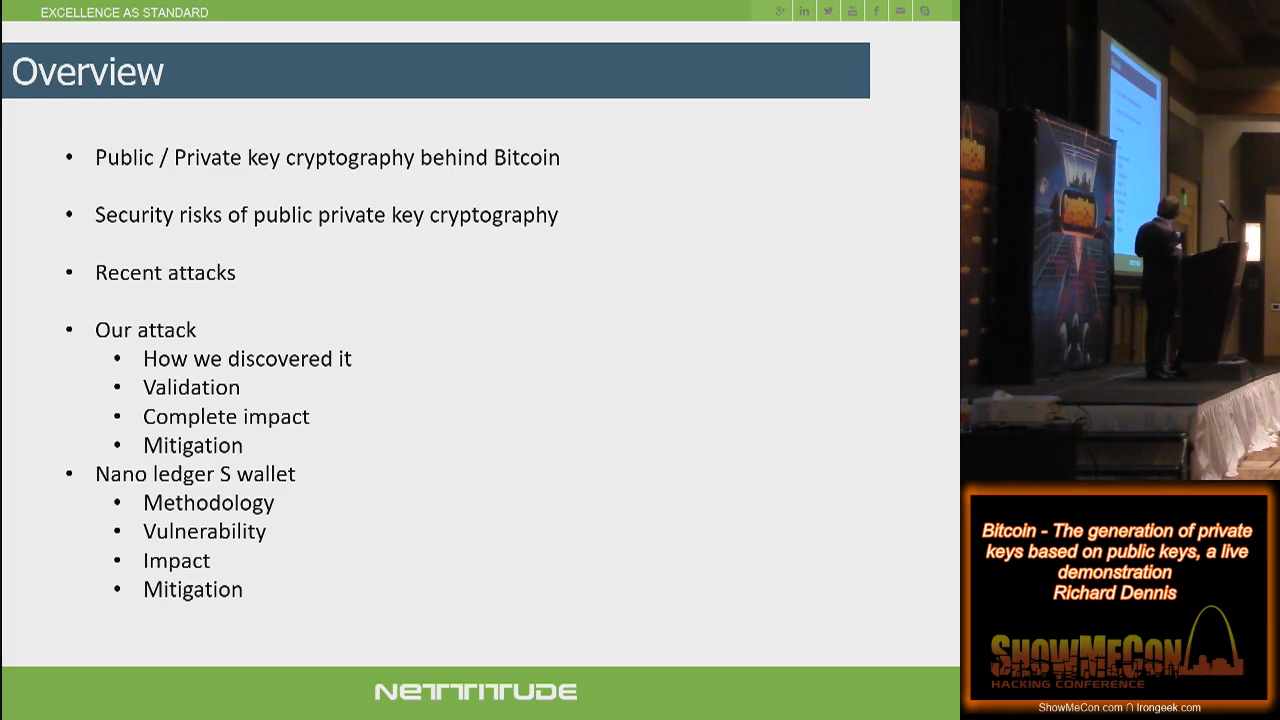 EXCELLENCE AS STANDARD
Overview
• Public / Private key cryptography behind Bitcoin
• Security risks of public private key cryptography
• Recent attacks
• Our attack
• How we discovered it
• Validation
• Complete impact
• Mitigation
• Nano ledger S wallet
• Methodology
• Vulnerability
• Impact
• Mitigation
NETTITUDE
Bitcoin - The generation of private
keys based on public keys, a live
demonstration
Richard Dennis
SHOWMECON
HACKING CONFERENCE
ShowMeCon.com ∩ Irongeek.com